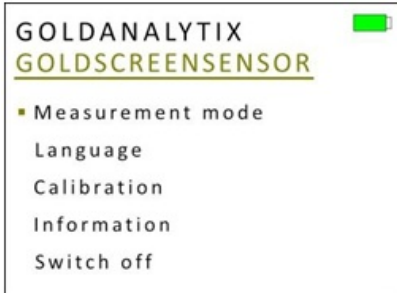 GOLDANALYTIX
GOLDSCREENSENSOR
Measurement mode
Language
Calibration
Information
Switch off